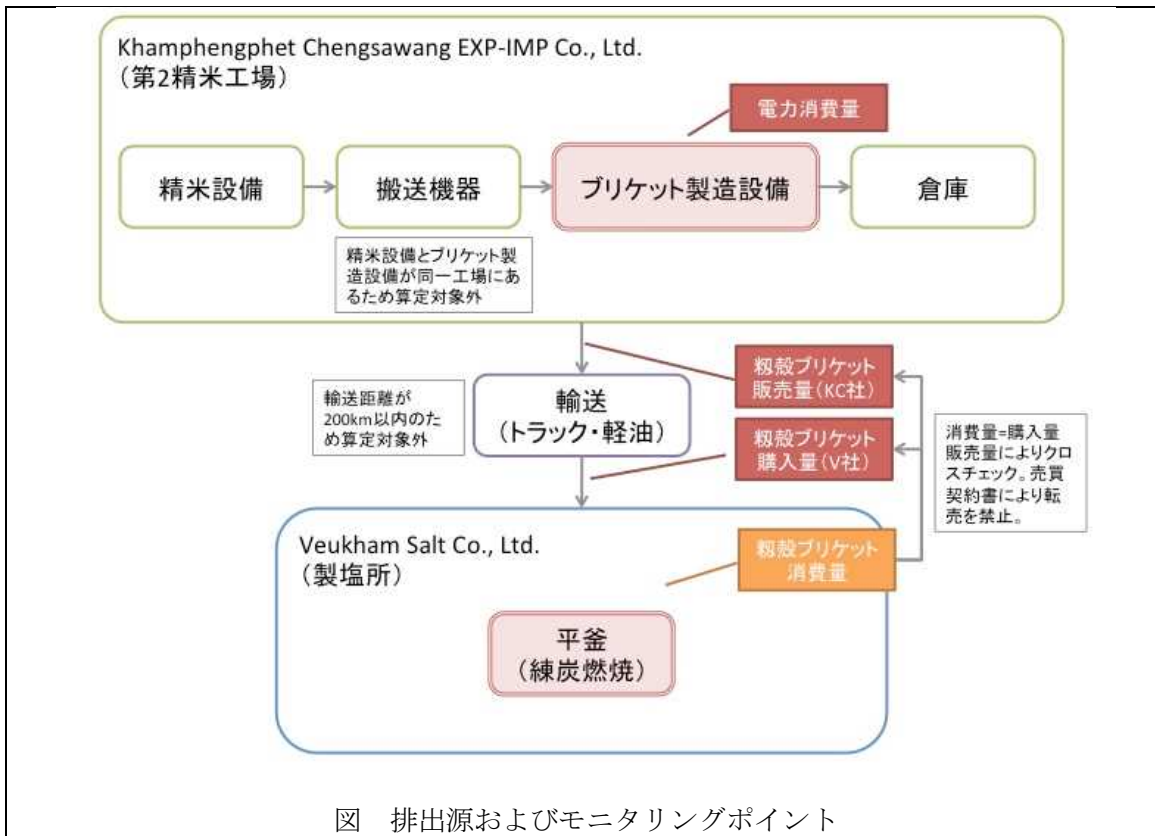 Khamphengphet Chengsawang EXP-IMP Co., Ltd.
（第2精米工場）
電力消費量
精米設備
搬送機器
ブリケット製造設備
倉庫
精米設備とブリケット製
造設備が同一工場にあ
るため算定対象外
輸送距離が
200km以内のた
め算定対象外
輸送
（トラック・軽油）
籾殻ブリケット
販売量（KC社）
籾殻ブリケット
購入量（V社）
消費量=購入量
販売量によりクロ
スチェック。売買
契約書により転
売を禁止。
Veukham Salt Co., Ltd.
（製塩所）
籾殻ブリケット
消費量
平釜
（練炭燃焼）
図　排出源およびモニタリングポイント